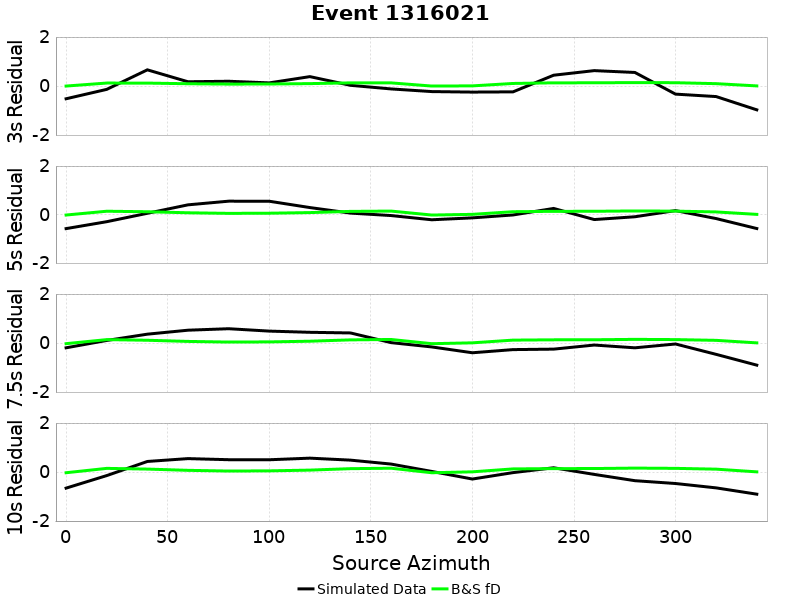 Event 1316021
3s Residual
2
0
-2
5s Residual
2
0
-2
7.5s Residual
2
0
-2
10s Residual
2
0
-2
0 50 100 150 200 250 300
Source Azimuth
Simulated Data B&S fD